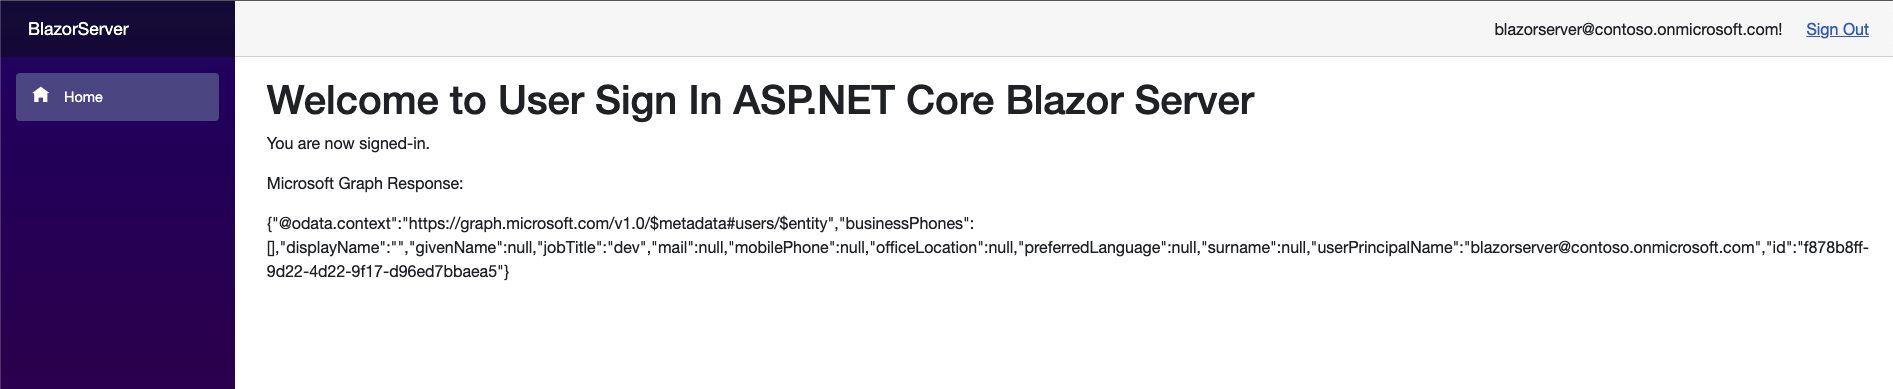 BlazorServer
blazorserver@contoso.onmicrosoft.com! Sign Out
Home
Welcome to User Sign In ASP.NET Core Blazor Server
You are now signed-in.
Microsoft Graph Response:
{"@odata.context":"https://graph.microsoft.com/v1.0/$metadata#users/$entity","businessPhones":
[],"displayName":"","givenName":null,"jobTitle":"dev","mail":null,"mobilePhone":null,"officeLocation":null,"preferredLanguage":null,"surname":null,"userPrincipalName":"blazorserver@contoso.onmicrosoft.com","id":"f878b8ff-
9d22-4d22-9f17-d96ed7bbaea5"}